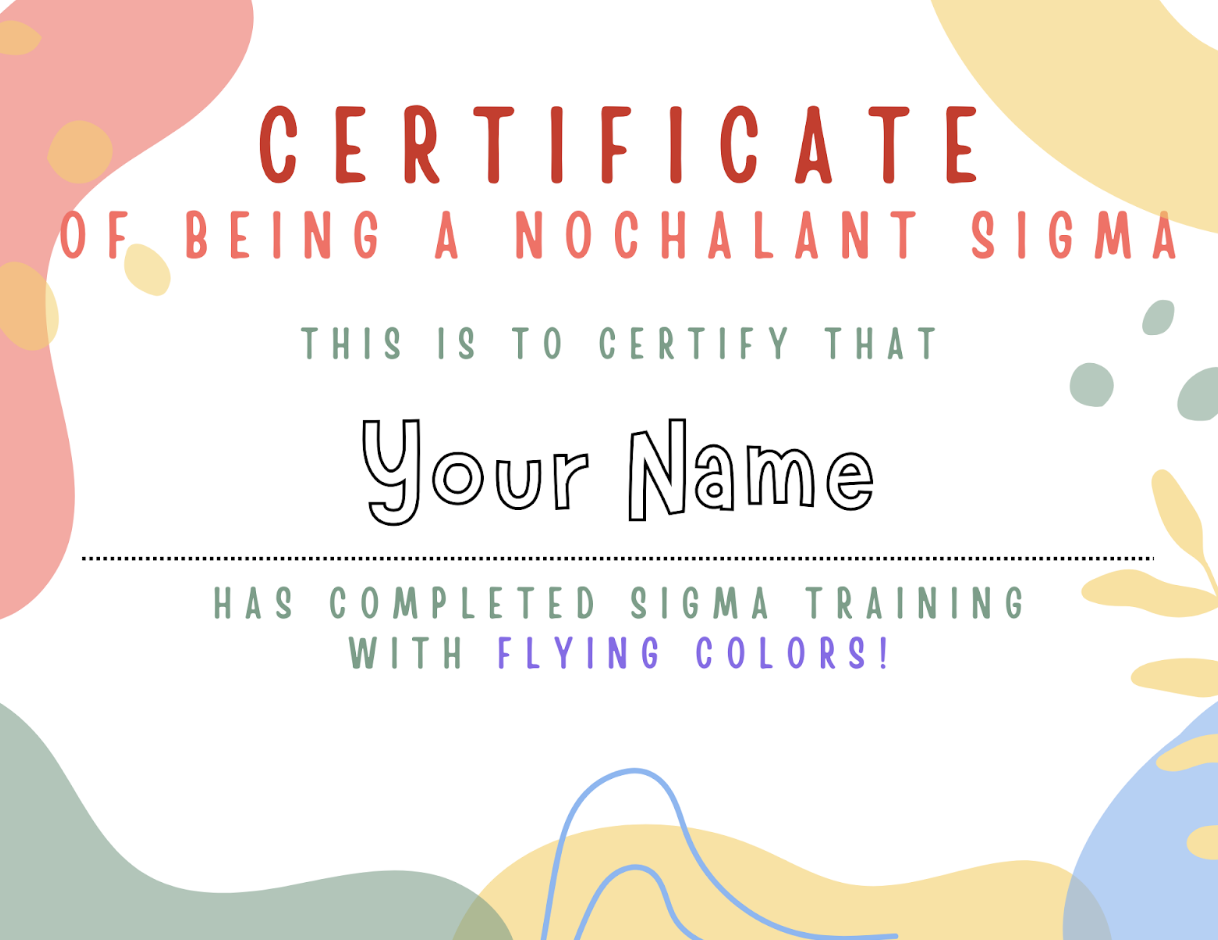 CERTIFICATE
OF BEING A NOCHALANT SIGMA
THIS IS TO CERTIFY THAT
Your Name
HAS COMPLETED SIGMA TRAINING
WITH FLYING COLORS!